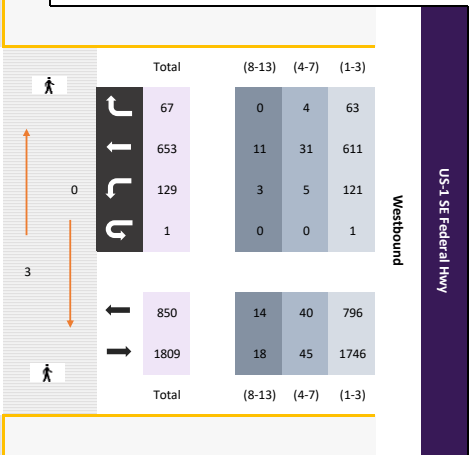 Total (8-13) (4-7) (1-3)
67 0 4 63
653 11 31 611
129 3 5 121
0
1 0 0 1
3
850 14 40 796
1809 18 45 1746
Total (8-13) (4-7) (1-3)
Westbound
US-1 SE Federal Hwy